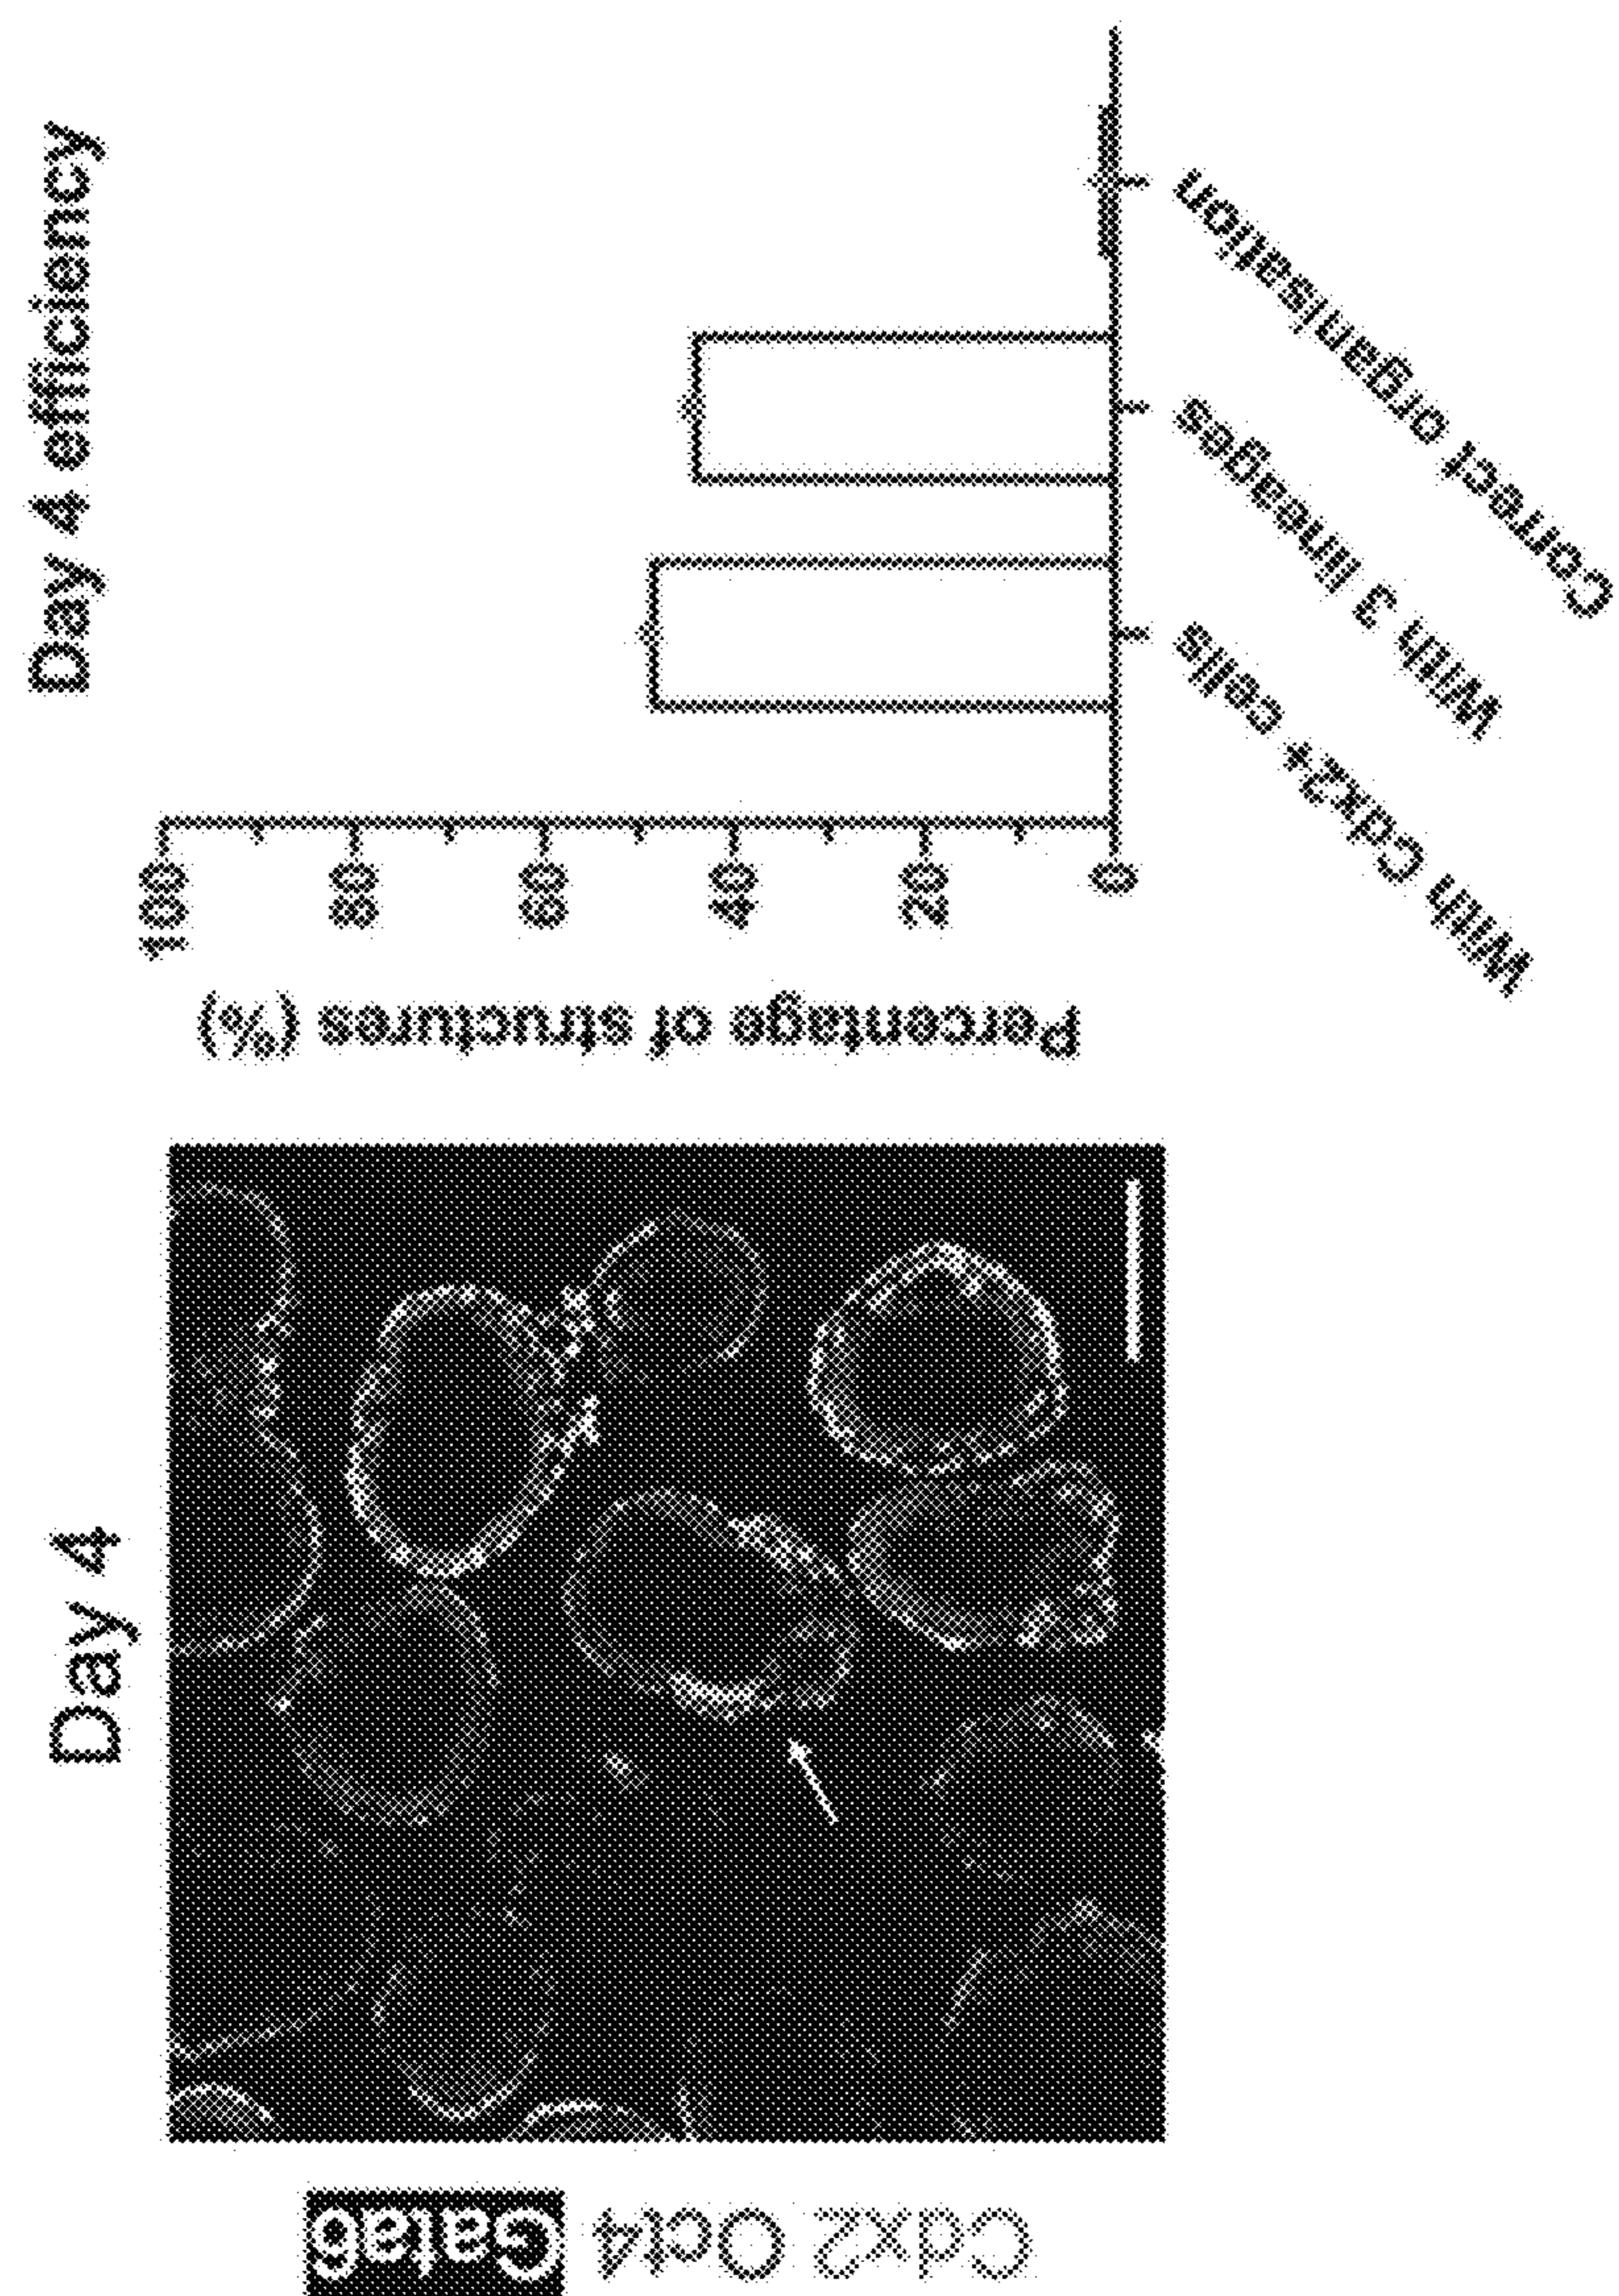 Day 4
Cdx2 Oct4 Gata6
Day 4 efficiency
Percentage of structures (%)
100
80
60
40
20
0
With Cdx2+ cells
With 3 lineages
Correct organisation